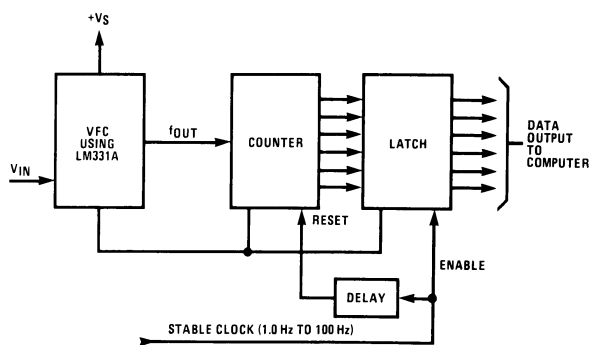 +VS
VFC
USING
LM331A
fOUT
COUNTER
LATCH
DATA
OUTPUT
TO
COMPUTER
VIN
RESET
ENABLE
DELAY
STABLE CLOCK (1.0 Hz TO 100 Hz)